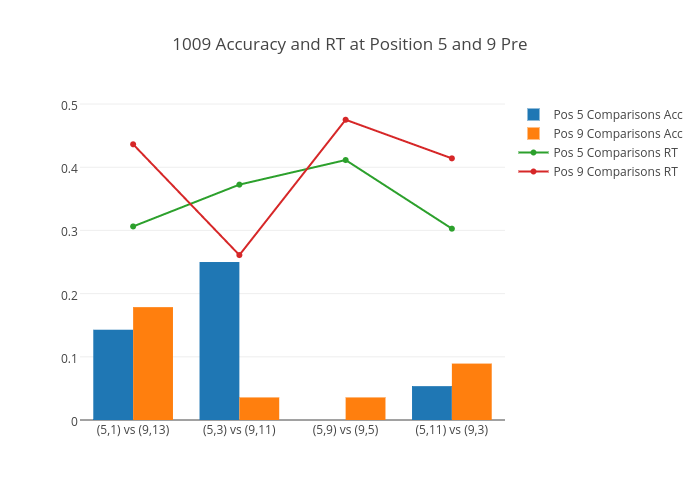 1009 Accuracy and RT at Position 5 and 9 Pre
0.5
0.4
0.3
0.2
0.1
0
(5,1) vs (9,13)
(5,3) vs (9,11)
(5,9) vs (9,5)
(5,11) vs (9,3)
Pos 5 Comparisons Acc
Pos 9 Comparisons Acc
Pos 5 Comparisons RT
Pos 9 Comparisons RT